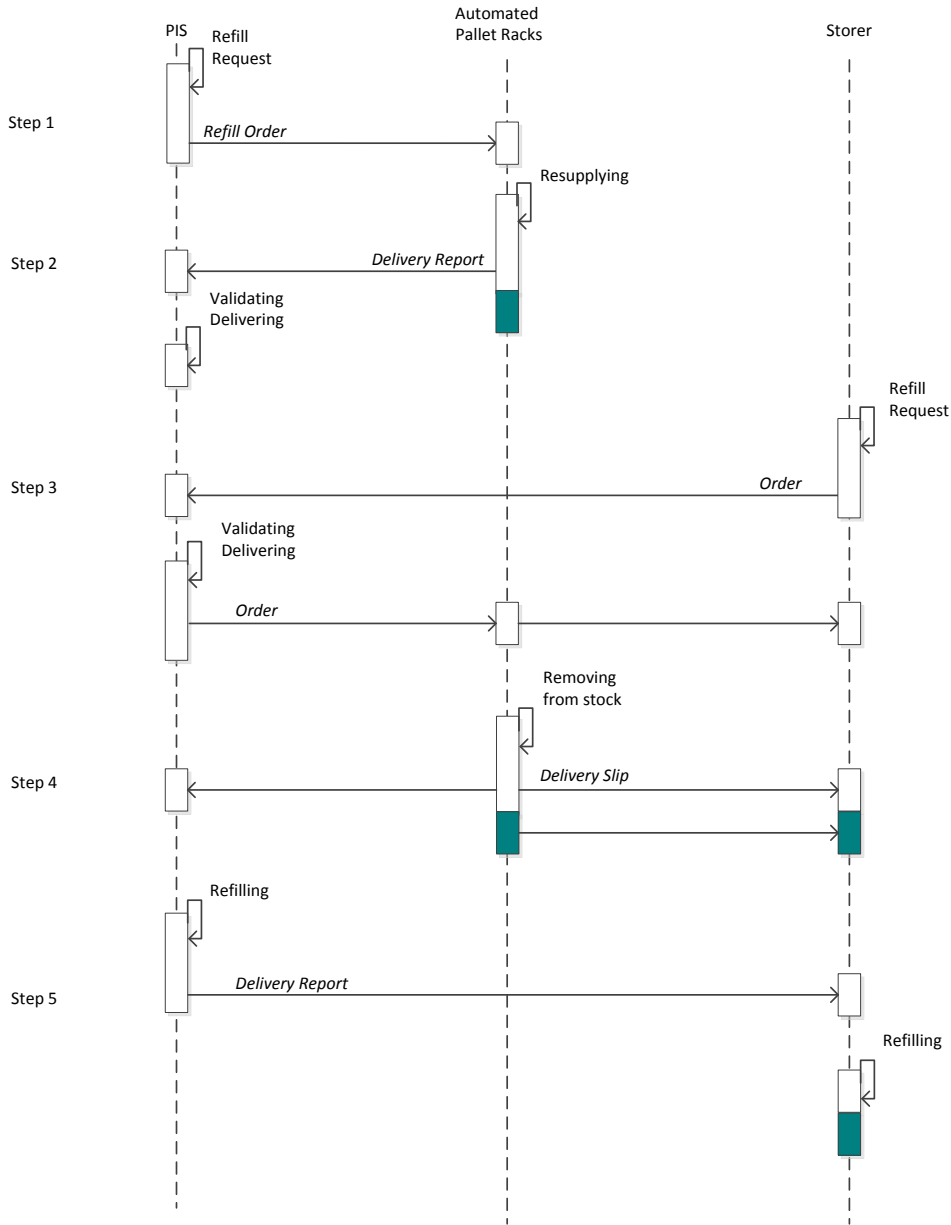 PIS
Automated
Pallet Racks
Storer
Refill
Request
Step 1
Refill Order
Resupplying
Step 2
Delivery Report
Validating
Delivering
Refill
Request
Step 3
Order
Validating
Delivering
Order
Removing
from stock
Step 4
Delivery Slip
Refilling
Step 5
Delivery Report
Refilling